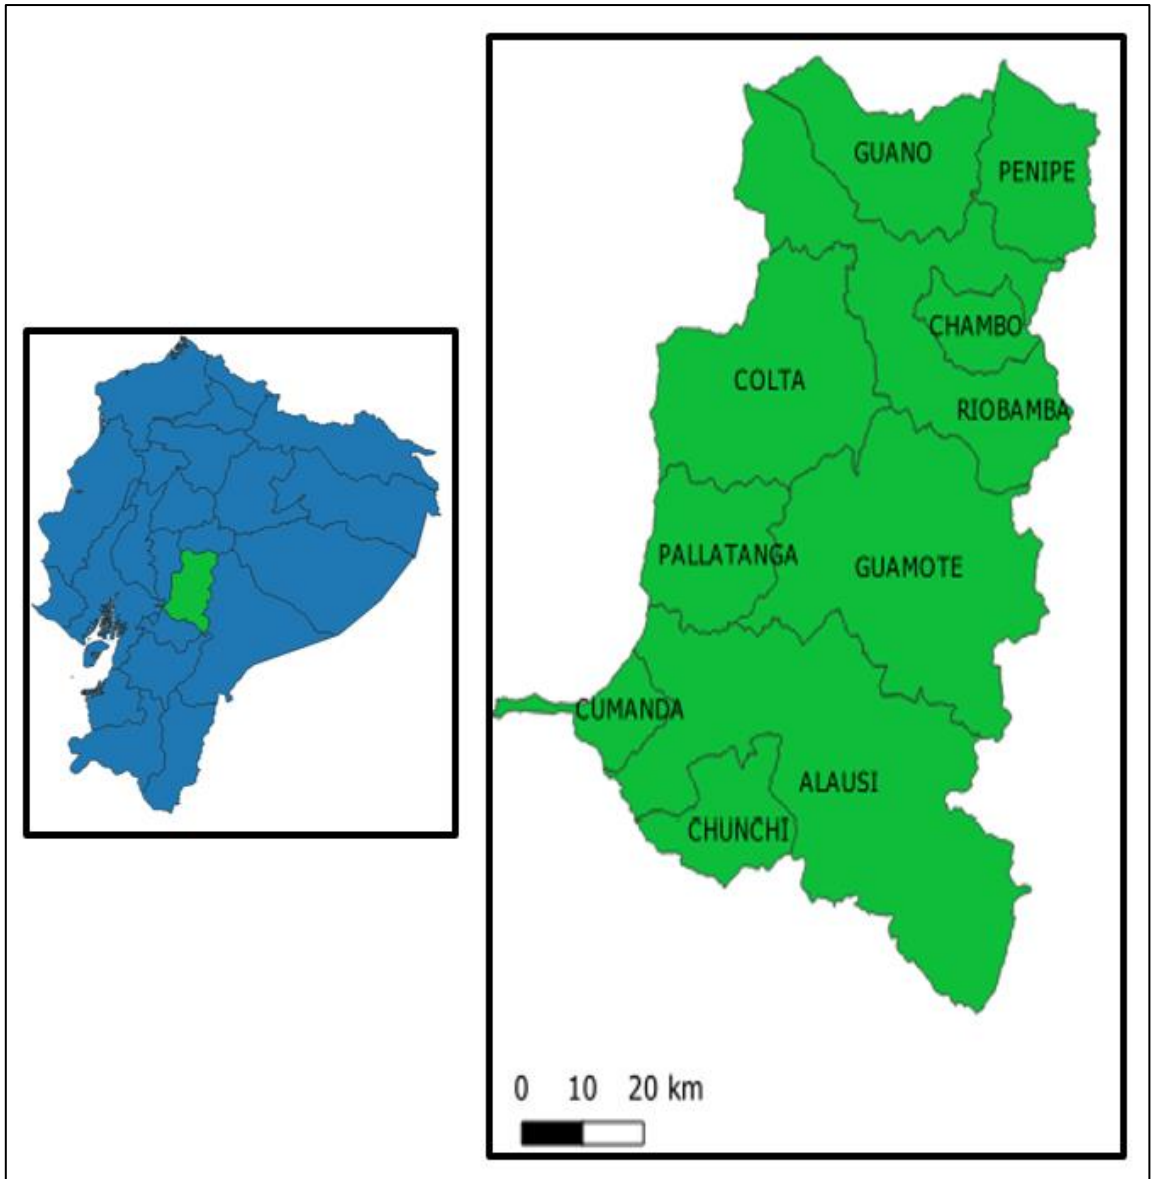 GUANO
PENIPE
CHAMBO
COLTA
RIOBAMBA
PALLATANGA
GUAMOTE
CUMANDA
ALAUSI
CHUNCHI
0 10 20 km